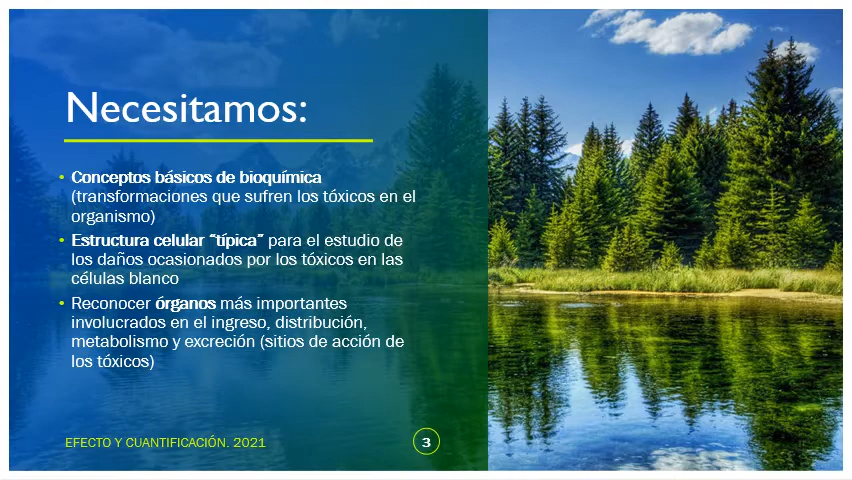 Necesitamos:
• Conceptos básicos de bioquímica
(transformaciones que sufren los tóxicos en el
organismo)
• Estructura celular “típica” para el estudio de
los daños ocasionados por los tóxicos en las
células blanco
• Reconocer órganos más importantes
involucrados en el ingreso, distribución,
metabolismo y excreción (sitios de acción de
los tóxicos)
EFECTO Y CUANTIFICACIÓN. 2021
3